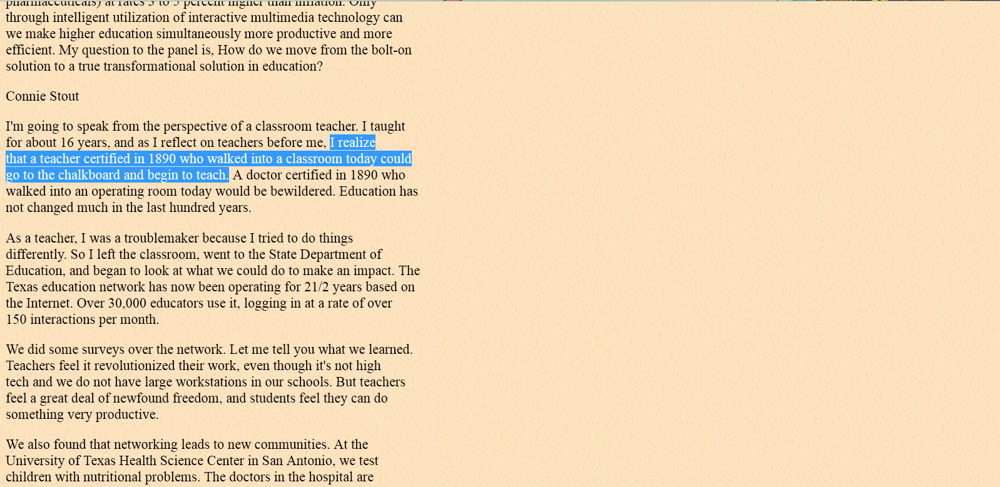 pharmaceuticals) at rates 3 to 5 percent higher than inflation. Only
through intelligent utilization of interactive multimedia technology can
we make higher education simultaneously more productive and more
efficient. My question to the panel is, How do we move from the bolt-on
solution to a true transformational solution in education?
Connie Stout
I'm going to speak from the perspective of a classroom teacher. I taught
for about 16 years, and as I reflect on teachers before me, I realize
that a teacher certified in 1890 who walked into a classroom today could
go to the chalkboard and begin to teach. A doctor certified in 1890 who
walked into an operating room today would be bewildered. Education has
not changed much in the last hundred years.
As a teacher, I was a troublemaker because I tried to do things
differently. So I left the classroom, went to the State Department of
Education, and began to look at what we could do to make an impact. The
Texas education network has now been operating for 21/2 years based on
the Internet. Over 30,000 educators use it, logging in at a rate of over
150 interactions per month.
We did some surveys over the network. Let me tell you what we learned.
Teachers feel it revolutionized their work, even though it's not high
tech and we do not have large workstations in our schools. But teachers
feel a great deal of newfound freedom, and students feel they can do
something very productive.
We also found that networking leads to new communities. At the
University of Texas Health Science Center in San Antonio, we test
children with nutritional problems. The doctors in the hospital are